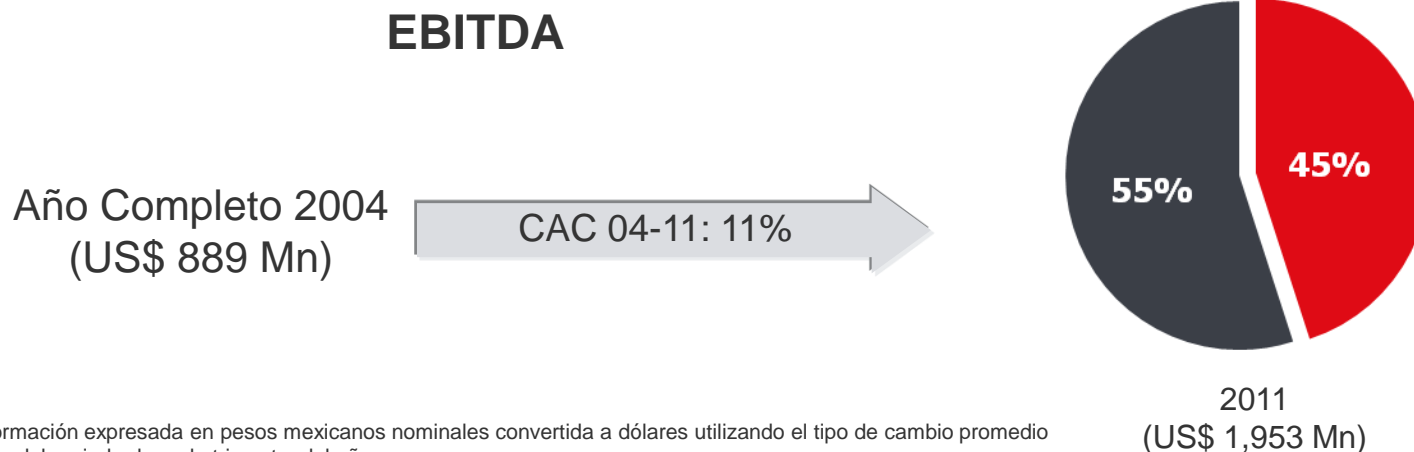 EBITDA
55%
45%
Año Completo 2004
(US$ 889 Mn)
CAC 04-11: 11%
2011
(US$ 1,953 Mn)
expresada en pesos mexicanos nominales convertida a dólares utilizando el tipo de cambio promedio